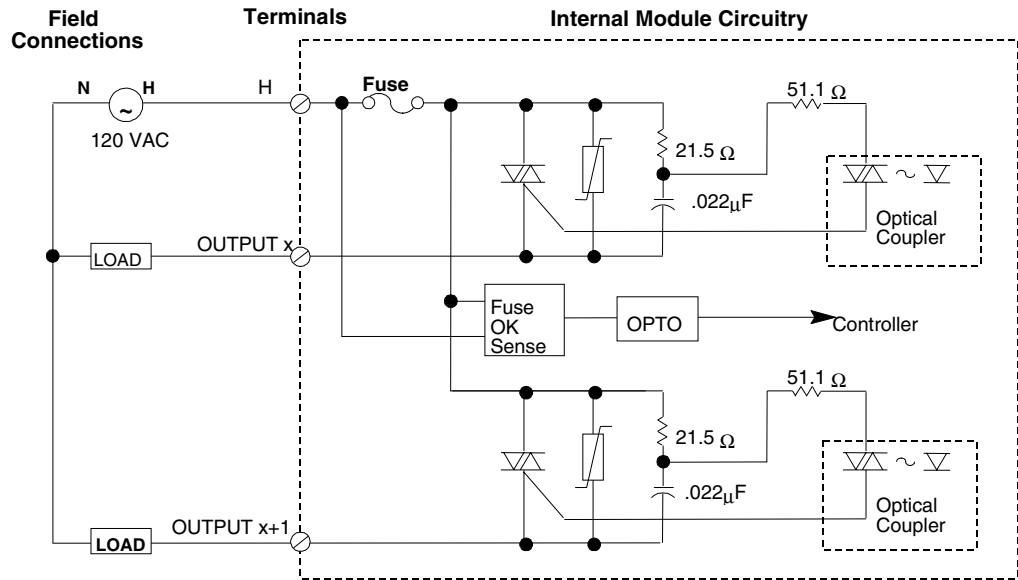 Field
Connections
Terminals
Internal Module Circuitry
N
H
120 VAC
H
Fuse
51.1 Ω
21.5 Ω
.022µF
Optical
Coupler
OUTPUT x
LOAD
Fuse
OK
Sense
OPTO
Controller
51.1 Ω
21.5 Ω
.022µF
Optical
Coupler
OUTPUT x+1
LOAD